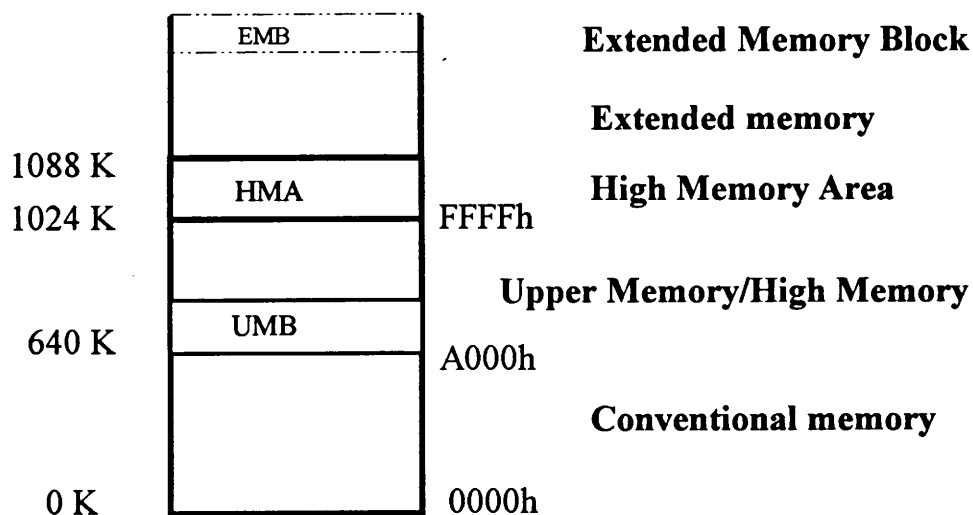 EMB
Extended Memory Block
Extended memory
1088 K
HMA
High Memory Area
1024 K
FFFFh
Upper Memory/High Memory
UMB
640 K
A000h
Conventional memory
0 K
0000h